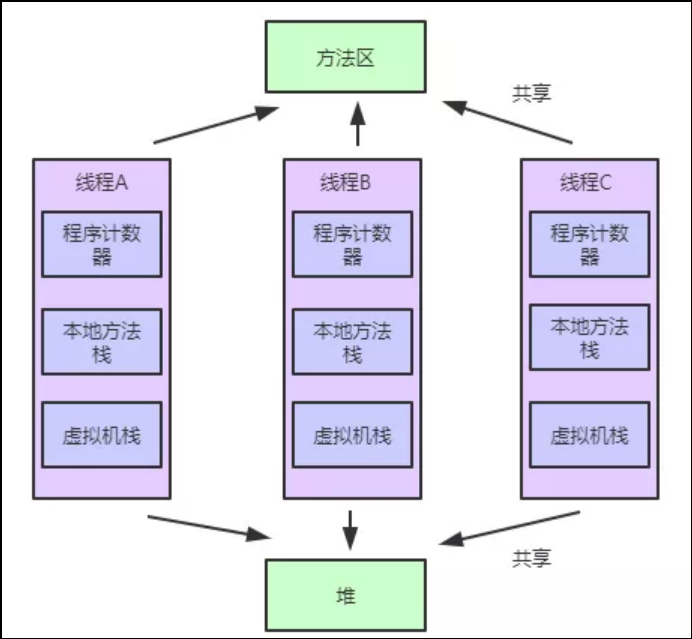 方法区
共享
线程A
线程B
线程C
程序计数
器
程序计数
器
程序计数
器
本地方法
栈
本地方法
栈
本地方法
栈
虚拟机栈
虚拟机栈
虚拟机栈
共享
堆